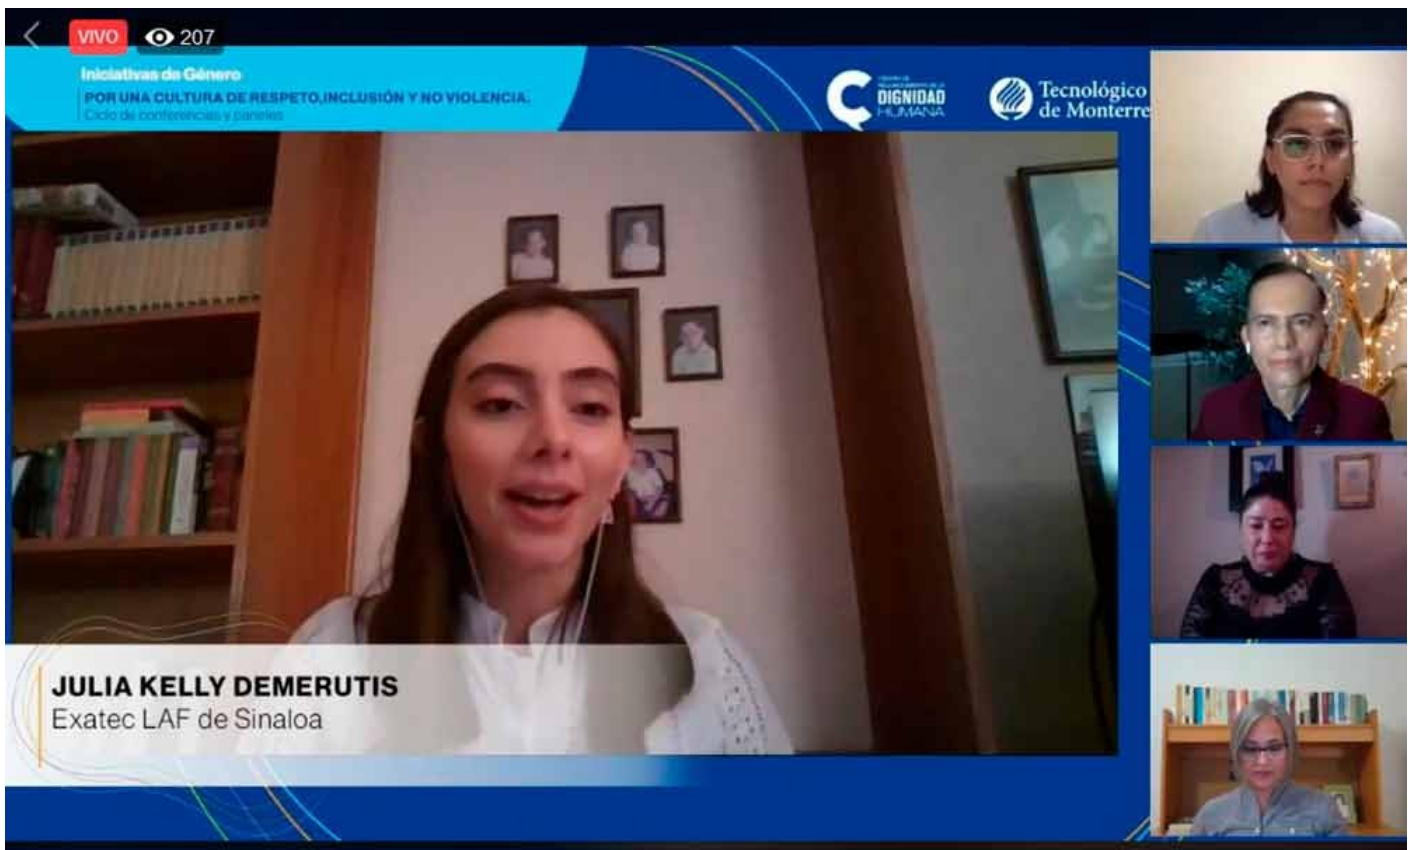 VIVO 207
Iniciativas de Género
POR UNA CULTURA DE RESPETO,INCLUSIÓN Y NO VIOLENCIA.
Ciclo de conferencias y paneles
DIGNIDAD
HUMANA
Tecnológico
de Monterre
JULIA KELLY DEMERUTIS
Exatec LAF de Sinaloa